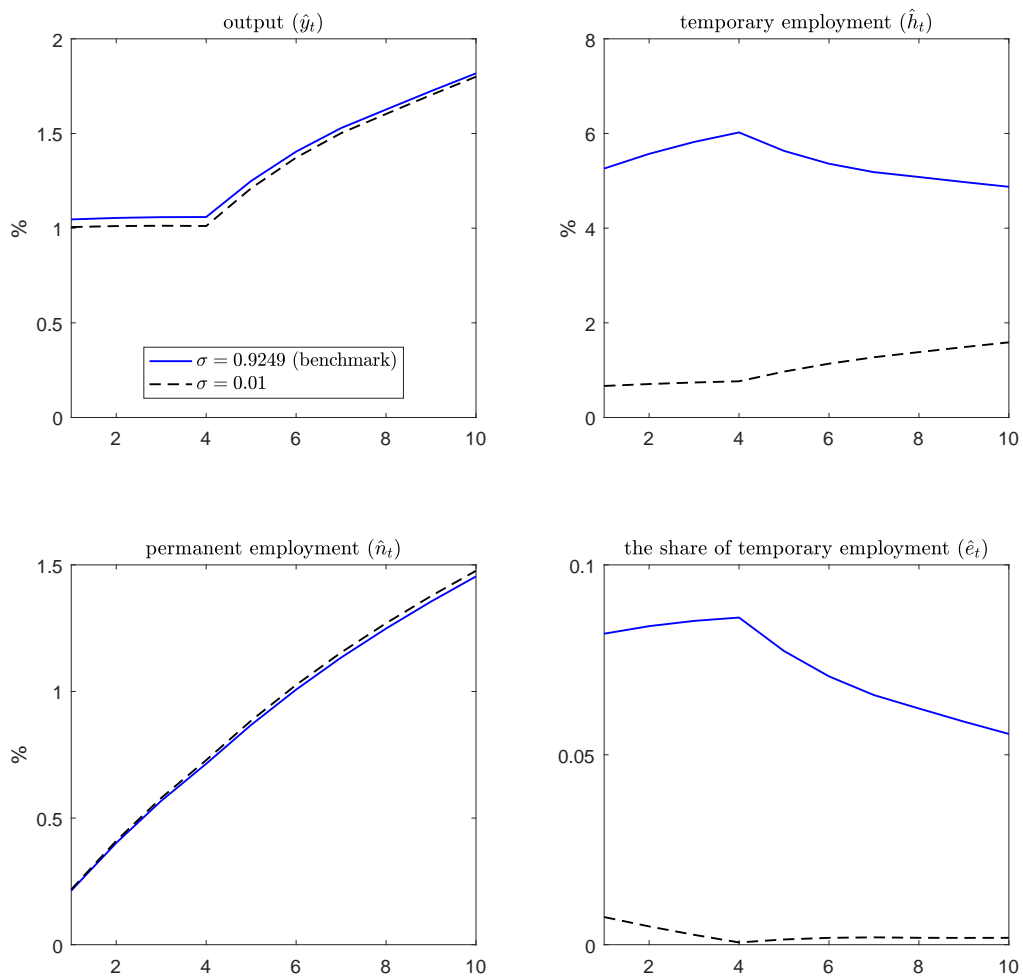 output (ŷₜ)
2
1.5
1
0.5
0
%
σ = 0.9249 (benchmark)
σ = 0.01
2 4 6 8 10
temporary employment (ĥₜ)
8
6
4
2
0
%
2 4 6 8 10
permanent employment (n̂ₜ)
1.5
1
0.5
0
%
2 4 6 8 10
the share of temporary employment (êₜ)
0.1
0.05
0
2 4 6 8 10